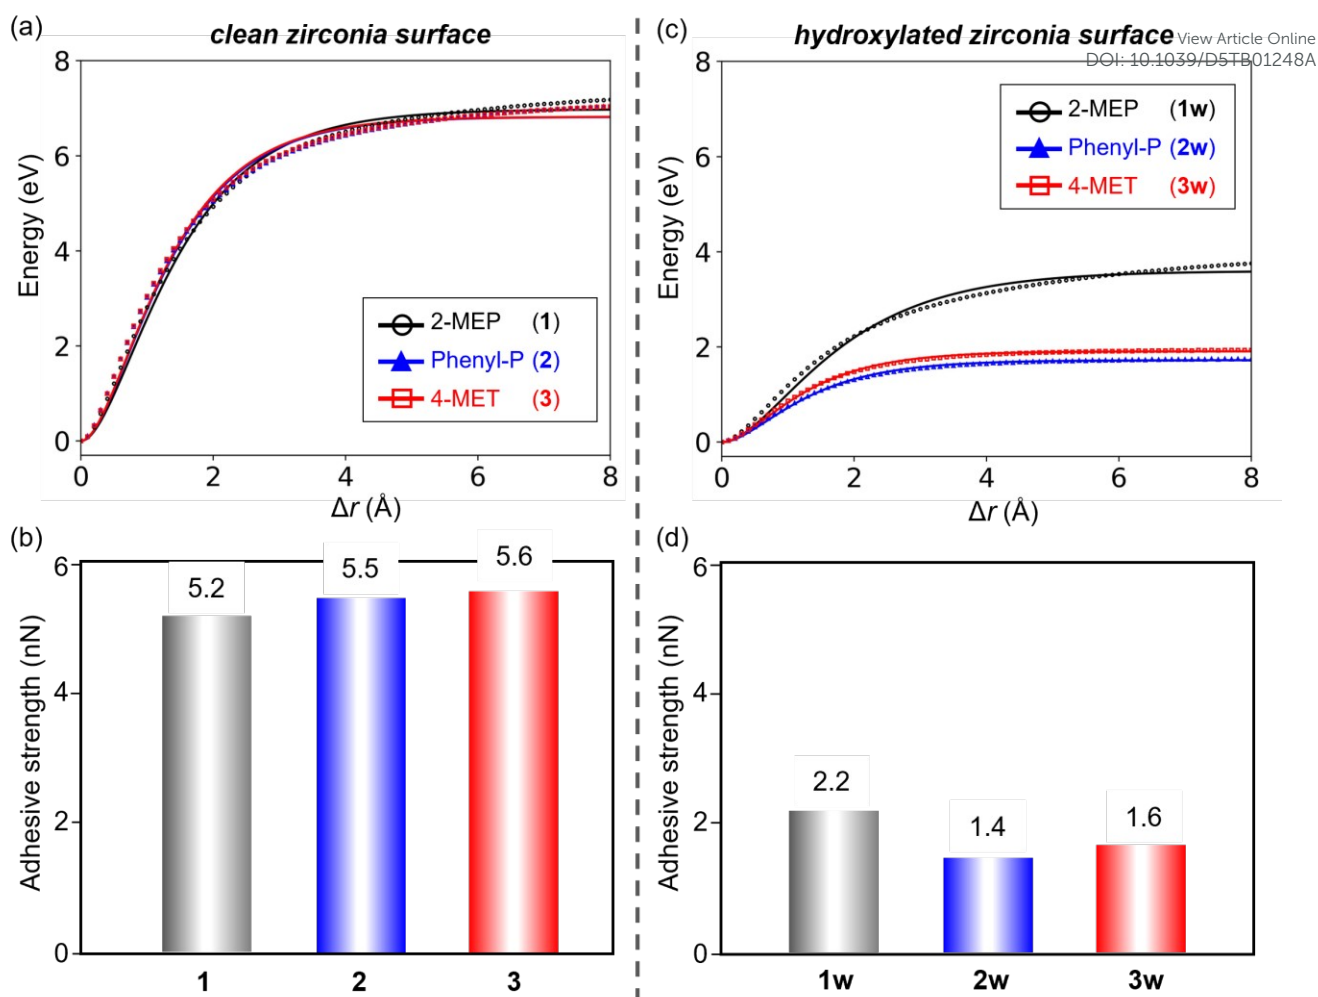 (a)
clean zirconia surface
8
6
4
2
0
Energy (eV)
2-MEP (1)
Phenyl-P (2)
4-MET (3)
0 2 4 6 8
Δr (Å)
(c)
hydroxylated zirconia surface
View Article Online
DOI: 10.1039/D5TB01248A
8
6
4
2
0
Energy (eV)
2-MEP (1w)
Phenyl-P (2w)
4-MET (3w)
0 2 4 6 8
Δr (Å)
(b)
6
4
2
0
Adhesive strength (nN)
5.2
5.5
5.6
1 2 3
(d)
6
4
2
0
Adhesive strength (nN)
2.2
1.4
1.6
1w 2w 3w